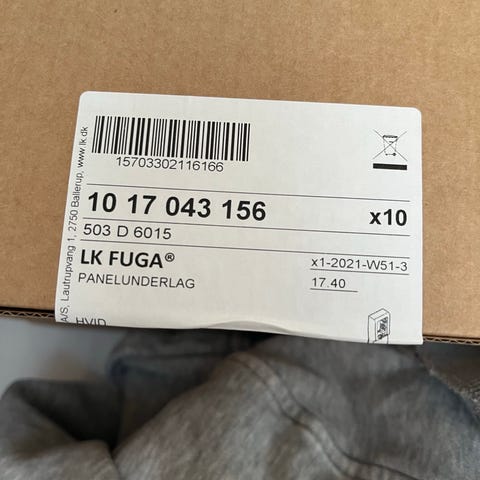 A/S, Lautrupvang 1, 2750 Ballerup, www.lk.dk
15703302116166
10 17 043 156
x10
503 D 6015
LK FUGA®
x1-2021-W51-3
PANELUNDERLAG
17.40
HVID